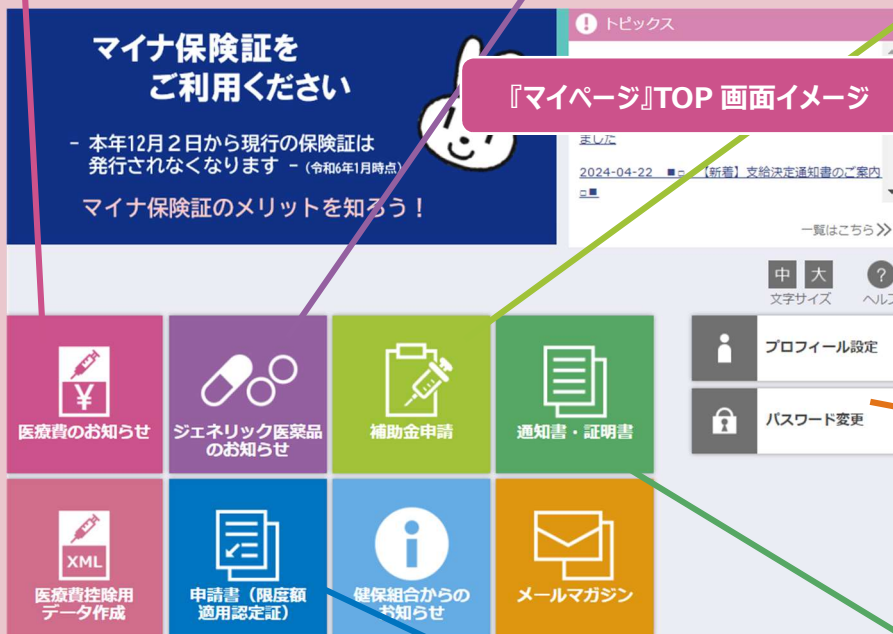 マイナ保険証を
ご利用ください
- 本年12月2日から現行の保険証は
発行されなくなります - (令和6年1月時点)
マイナ保険証のメリットを知ろう！
! トピックス
『マイページ』TOP 画面イメージ
ました
2024-04-22 ■□ 【新着】支給決定通知書のご案内
□■
一覧はこちら≫
中 大 ?
文字サイズ ヘルプ
プロフィール設定
パスワード変更
¥
医療費のお知らせ
ジェネリック医薬品
のお知らせ
補助金申請
通知書・証明書
XML
医療費控除用
データ作成
申請書（限度額
適用認定証）
i
健保組合からの
お知らせ
メールマガジン